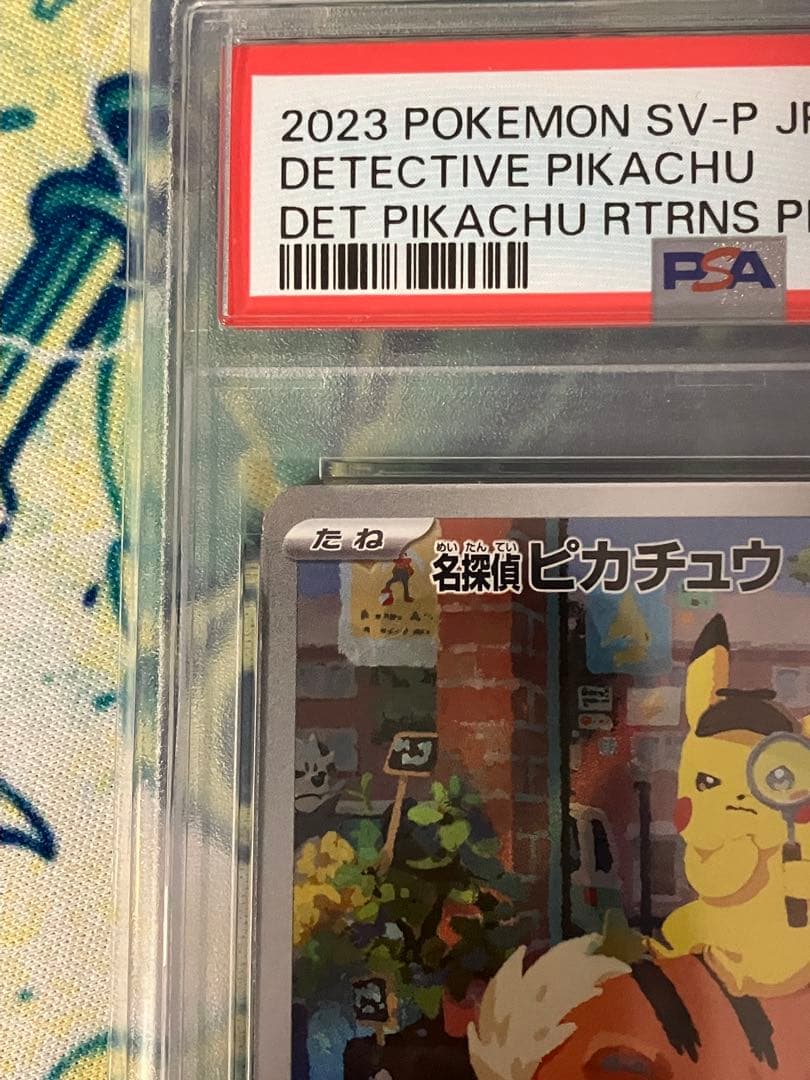 2023 POKEMON SV-P JP
DETECTIVE PIKACHU
DET PIKACHU RTRNS P
PSA
たね
めい たん てい
名探偵ピカチュウ